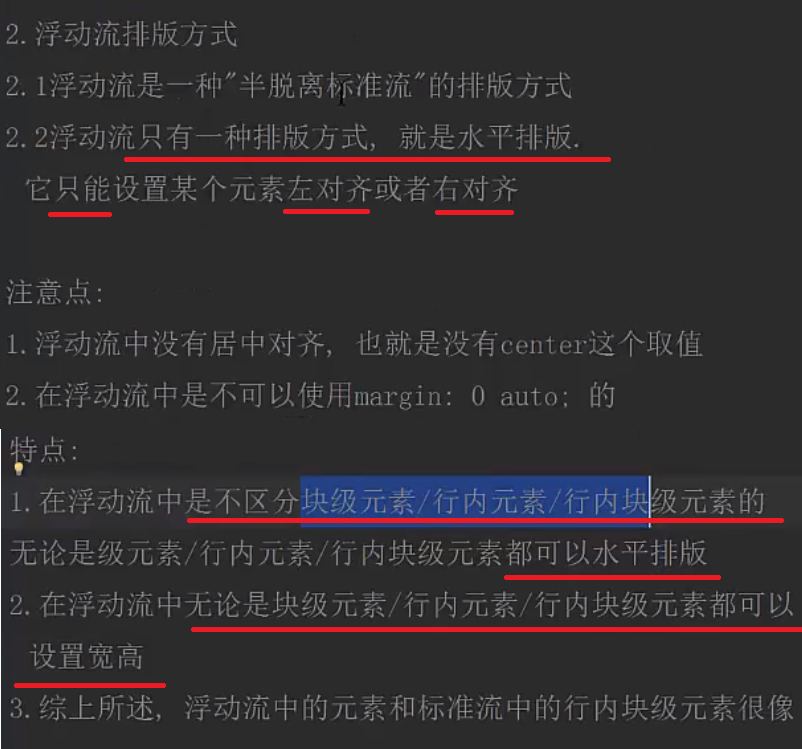 2.浮动流排版方式
2.1浮动流是一种"半脱离标准流"的排版方式
2.2浮动流只有一种排版方式, 就是水平排版.
它只能设置某个元素左对齐或者右对齐
注意点:
1.浮动流中没有居中对齐, 也就是没有center这个取值
2.在浮动流中是不可以使用margin: 0 auto; 的
特点:
1.在浮动流中是不区分块级元素/行内元素/行内块级元素的
无论是级元素/行内元素/行内块级元素都可以水平排版
2.在浮动流中无论是块级元素/行内元素/行内块级元素都可以
设置宽高
3.综上所述, 浮动流中的元素和标准流中的行内块级元素很像